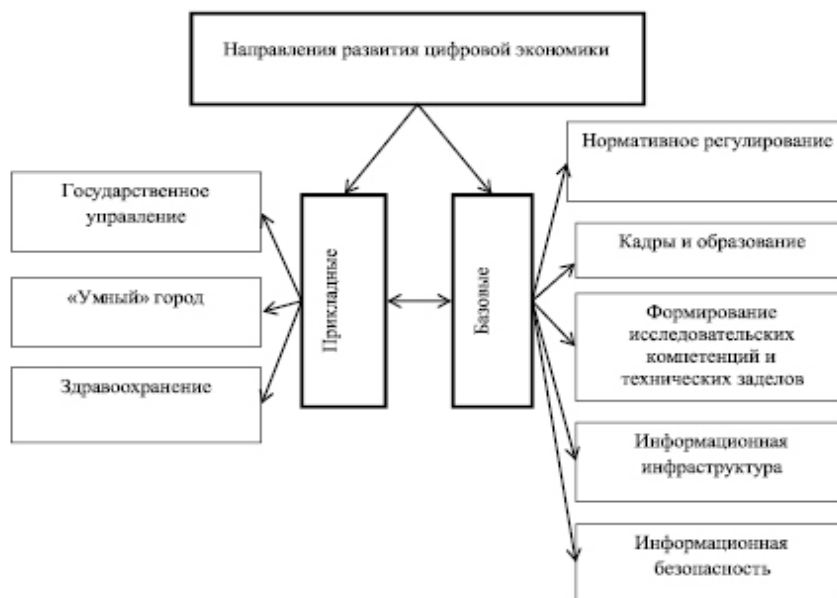 Направления развития цифровой экономики
Государственное
управление
«Умный» город
Здравоохранение
Прикладные
Базовые
Нормативное регулирование
Кадры и образование
Формирование
исследовательских
компетенций и
технических заделов
Информационная
инфраструктура
Информационная
безопасность